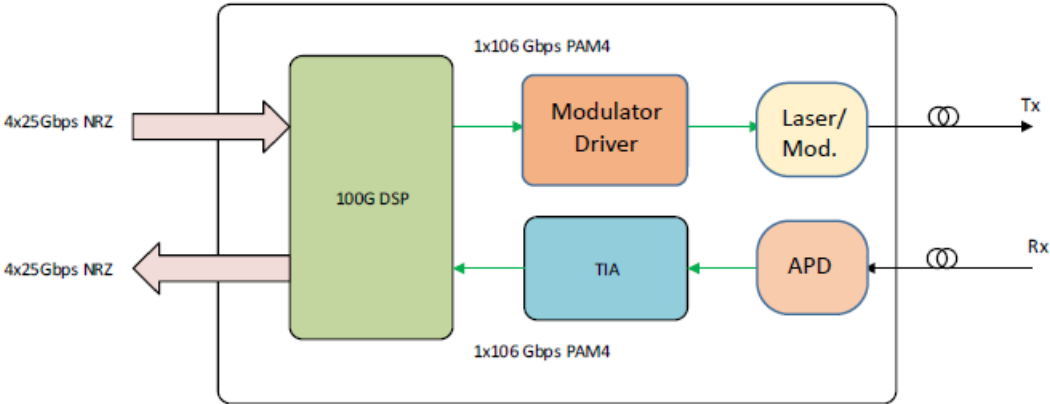 1x106 Gbps PAM4
4x25Gbps NRZ
Modulator
Driver
Laser/
Mod.
Tx
100G DSP
4x25Gbps NRZ
TIA
APD
Rx
1x106 Gbps PAM4